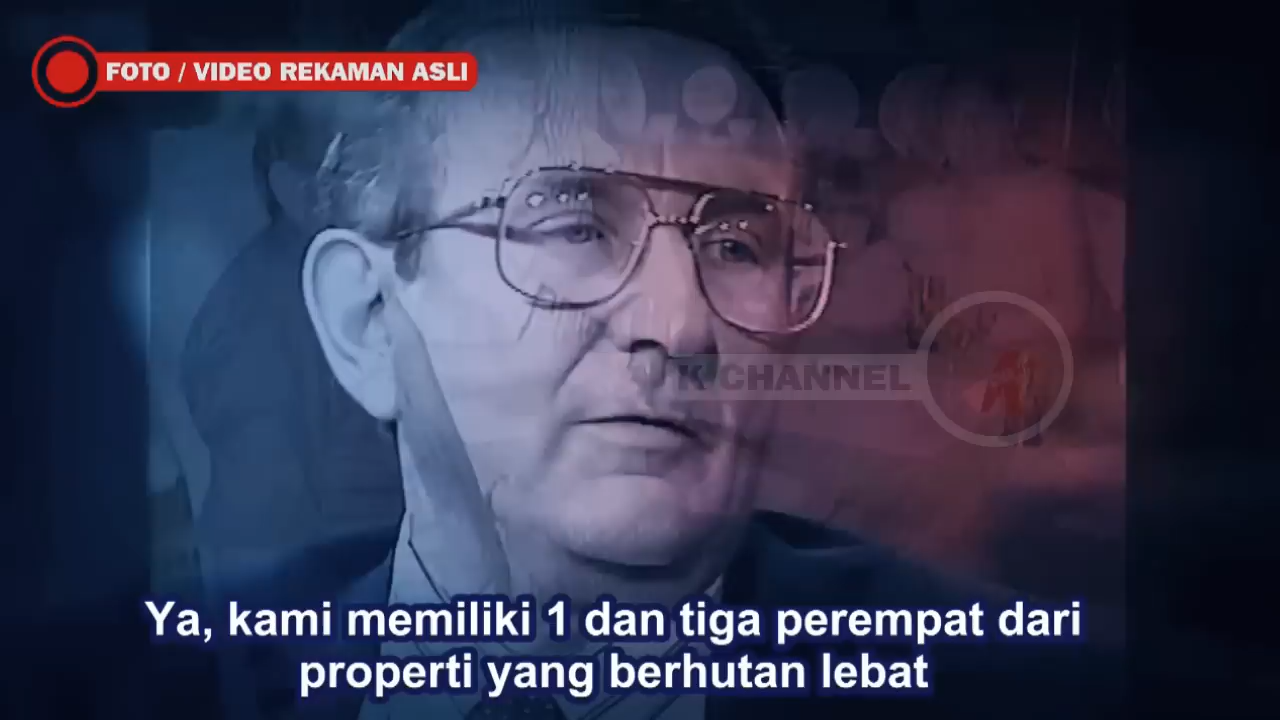 FOTO / VIDEO REKAMAN ASLI
K CHANNEL
Ya, kami memiliki 1 dan tiga perempat dari
properti yang berhutan lebat